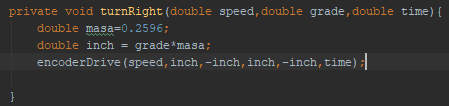 private void turnRight(double speed,double grade,double time){
double masa=0.2596;
double inch = grade*masa;
encoderDrive(speed,inch,-inch,inch,-inch,time);
}